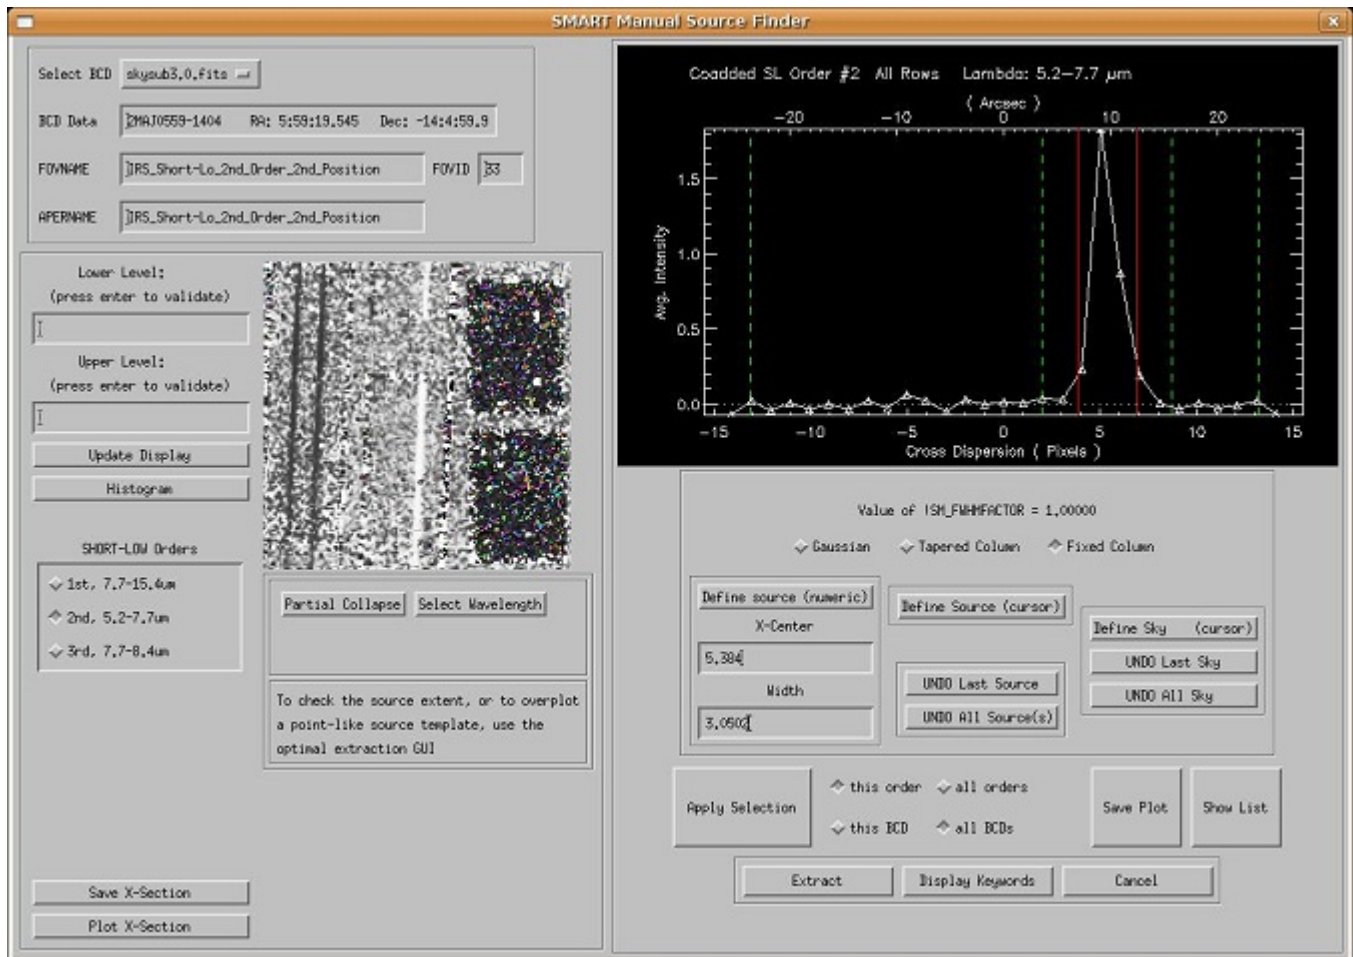 SMART Manual Source Finder
Select BCD skysub3.0.fits
BCD Data 2MAJ0559-1404 RA: 5:59:19.545 Dec: -14:4:59.9
FOVNAME IRS_Short-Lo_2nd_Order_2nd_Position FOVID 33
APERNAME IRS_Short-Lo_2nd_Order_2nd_Position
Lower Level:
(press enter to validate)
Upper Level:
(press enter to validate)
Update Display
Histogram
SHORT-LOW Orders
1st, 7.7-15.4um
2nd, 5.2-7.7um
3rd, 7.7-8.4um
Partial Collapse Select Wavelength
To check the source extent, or to overplot
a point-like source template, use the
optimal extraction GUI
Save X-Section
Plot X-Section
Coadded SL Order #2 All Rows Lambda: 5.2-7.7 μm
( Arcsec )
-20 -10 0 10 20
Avg. Intensity
1.5
1.0
0.5
0.0
-15 -10 -5 0 5 10 15
Cross Dispersion ( Pixels )
Value of !SM_FWHMFACTOR = 1.00000
Gaussian Tapered Column Fixed Column
Define source (numeric)
X-Center
5.384
Width
3.0502
Define Source (cursor)
UNDO Last Source
UNDO All Source(s)
Define Sky (cursor)
UNDO Last Sky
UNDO All Sky
Apply Selection
this order all orders
this BCD all BCDs
Save Plot
Show List
Extract Display Keywords Cancel